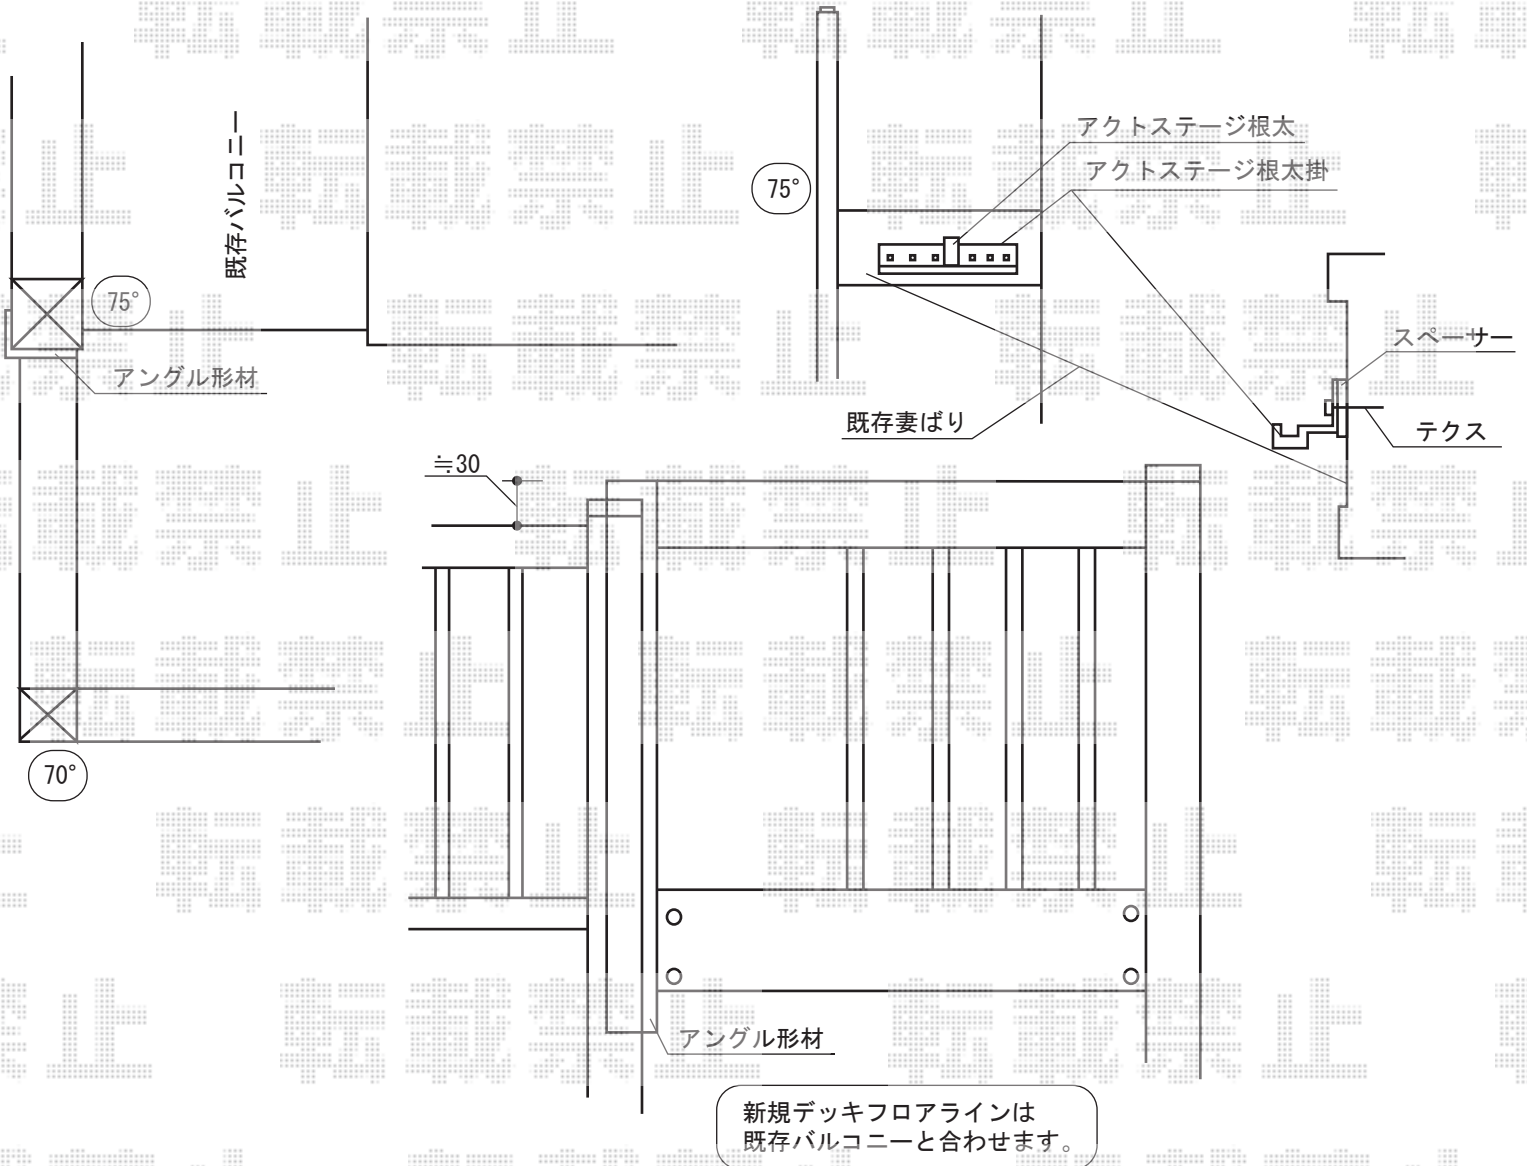 アクトステージ根太
アクトステージ根太掛
75°
既存バルコニー
75°
アングル形材
スペーサー
テクス
既存妻ばり
≒30
70°
アングル形材
新規デッキフロアラインは
既存バルコニーと合わせます。
転載禁止